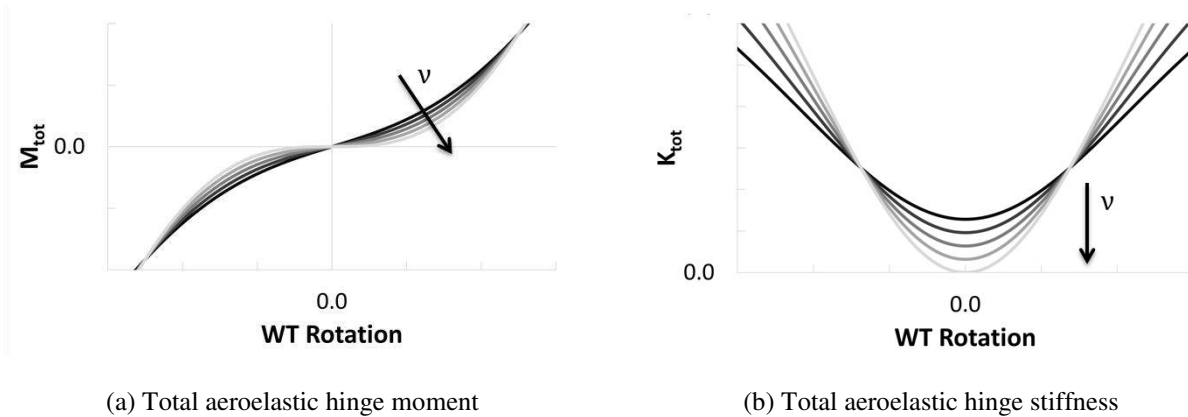 M_tot
0.0
ν
0.0
WT Rotation
K_tot
0.0
ν
0.0
WT Rotation
(a) Total aeroelastic hinge moment
(b) Total aeroelastic hinge stiffness